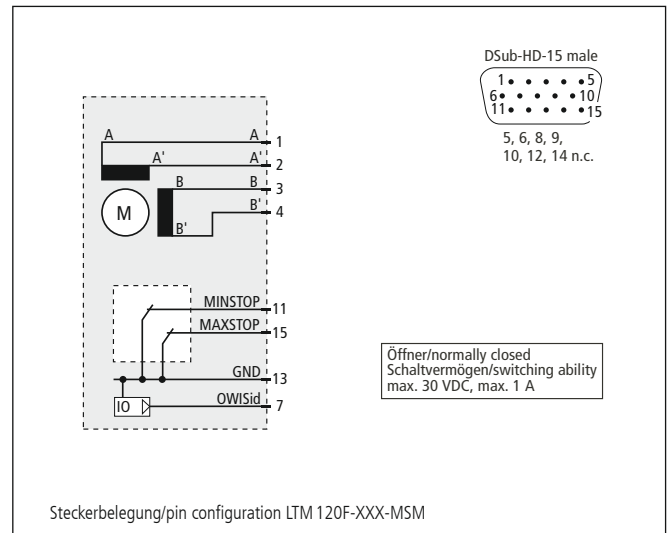 DSub-HD-15 male
1 5
6 10
11 15
5, 6, 8, 9,
10, 12, 14 n.c.
A A 1
A' A' 2
B B 3
M B' 4
B'
MINSTOP 11
MAXSTOP 15
GND 13
IO OWISid 7
Öffner/normally closed
Schaltvermögen/switching ability
max. 30 VDC, max. 1 A
Steckerbelegung/pin configuration LTM 120F-XXX-MSM